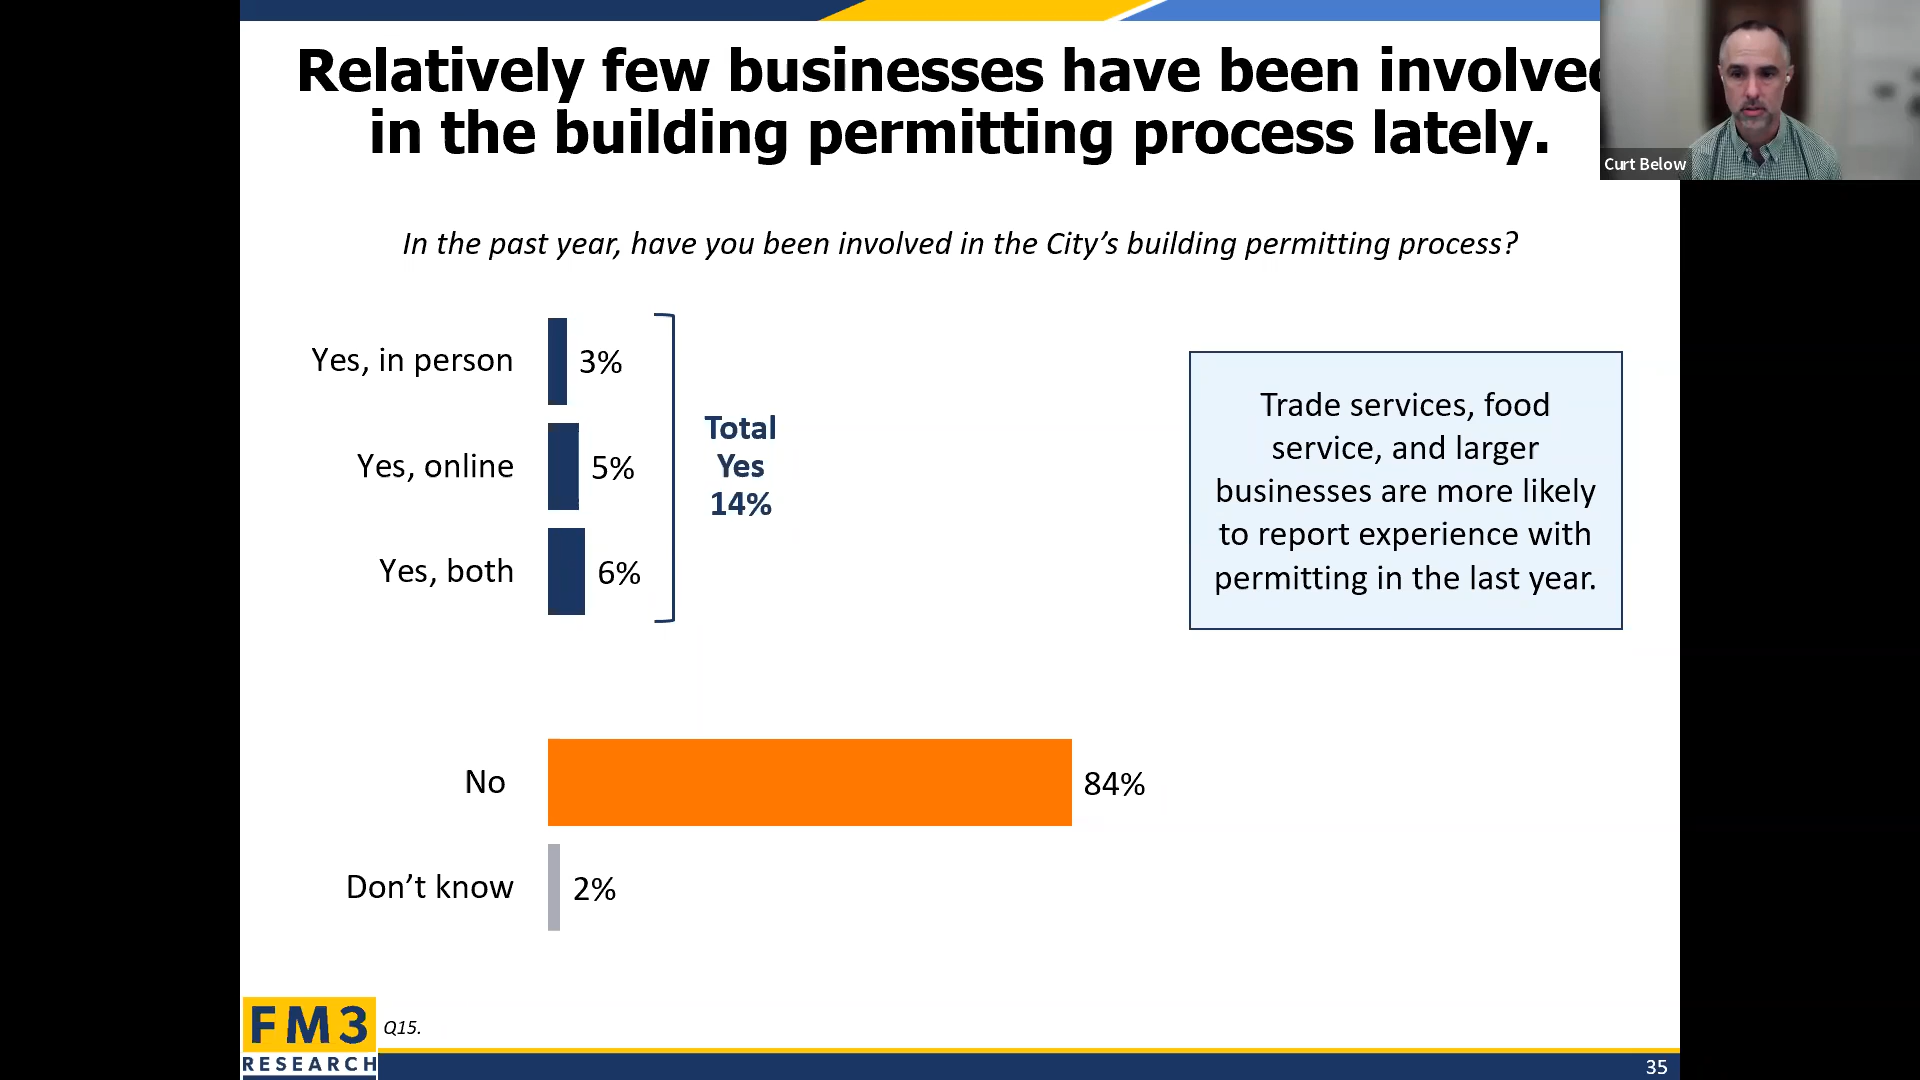 Relatively few businesses have been involved
in the building permitting process lately.
Curt Below
In the past year, have you been involved in the City’s building permitting process?
Yes, in person 3%
Yes, online 5%
Yes, both 6%
Total
Yes
14%
Trade services, food
service, and larger
businesses are more likely
to report experience with
permitting in the last year.
No 84%
Don’t know 2%
FM3
RESEARCH
Q15.
35